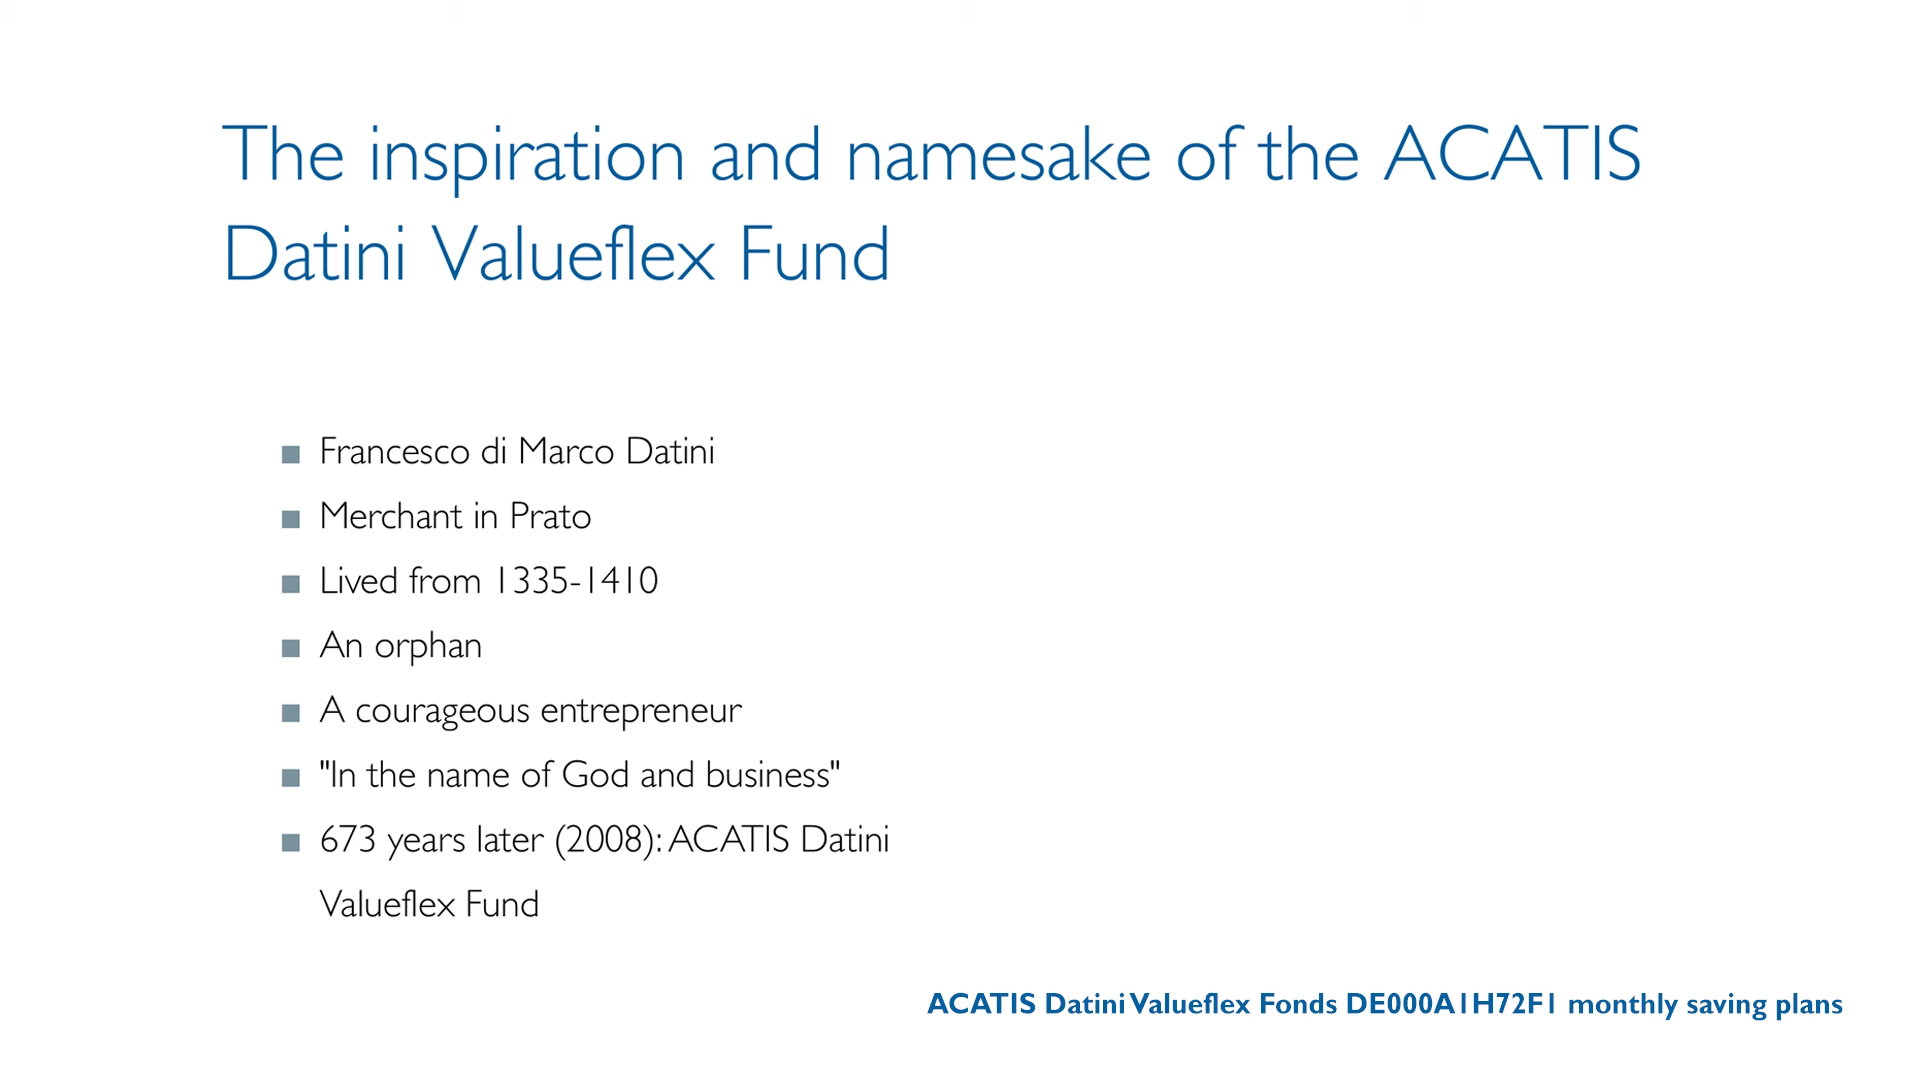 The inspiration and namesake of the ACATIS
Datini Valueflex Fund
■ Francesco di Marco Datini
■ Merchant in Prato
■ Lived from 1335-1410
■ An orphan
■ A courageous entrepreneur
■ "In the name of God and business"
■ 673 years later (2008): ACATIS Datini
Valueflex Fund
ACATIS Datini Valueflex Fonds DE000A1H72F1 monthly saving plans